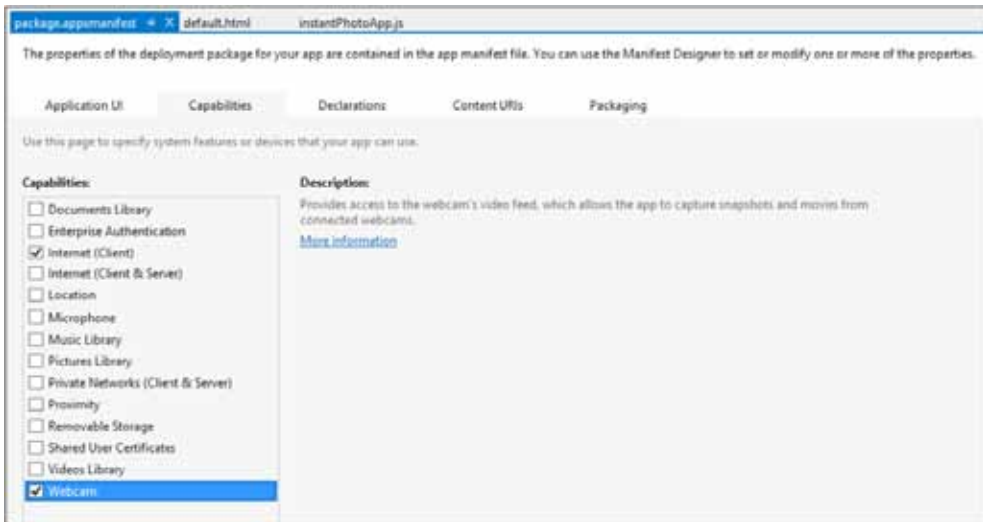 package.appxmanifest default.html instantPhotoApp.js
The properties of the deployment package for your app are contained in the app manifest file. You can use the Manifest Designer to set or modify one or more of the properties.
Application UI Capabilities Declarations Content URIs Packaging
Use this page to specify system features or devices that your app can use.
Capabilities:
Documents Library
Enterprise Authentication
Internet (Client)
Internet (Client & Server)
Location
Microphone
Music Library
Pictures Library
Private Networks (Client & Server)
Proximity
Removable Storage
Shared User Certificates
Videos Library
Webcam
Description:
Provides access to the webcam's video feed, which allows the app to capture snapshots and movies from
connected webcams.
More information